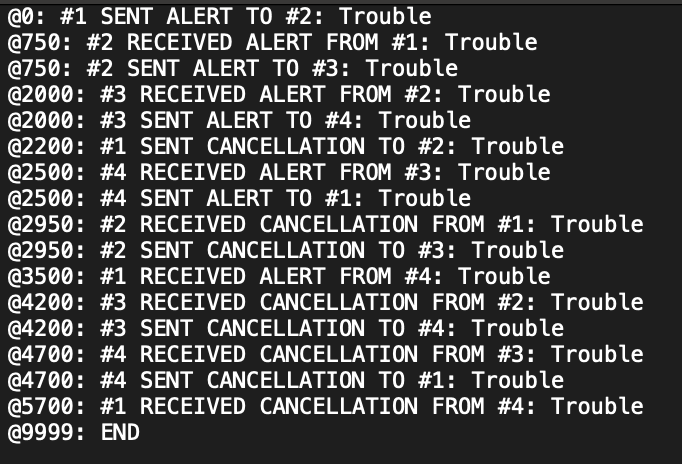 @0: #1 SENT ALERT TO #2: Trouble
@750: #2 RECEIVED ALERT FROM #1: Trouble
@750: #2 SENT ALERT TO #3: Trouble
@2000: #3 RECEIVED ALERT FROM #2: Trouble
@2000: #3 SENT ALERT TO #4: Trouble
@2200: #1 SENT CANCELLATION TO #2: Trouble
@2500: #4 RECEIVED ALERT FROM #3: Trouble
@2500: #4 SENT ALERT TO #1: Trouble
@2950: #2 RECEIVED CANCELLATION FROM #1: Trouble
@2950: #2 SENT CANCELLATION TO #3: Trouble
@3500: #1 RECEIVED ALERT FROM #4: Trouble
@4200: #3 RECEIVED CANCELLATION FROM #2: Trouble
@4200: #3 SENT CANCELLATION TO #4: Trouble
@4700: #4 RECEIVED CANCELLATION FROM #3: Trouble
@4700: #4 SENT CANCELLATION TO #1: Trouble
@5700: #1 RECEIVED CANCELLATION FROM #4: Trouble
@9999: END